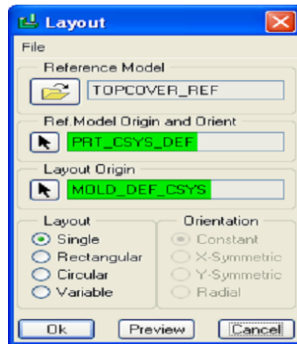 Layout
File
Reference Model
TOPCOVER_REF
Ref.Model Origin and Orient
PRT_CSYS_DEF
Layout Origin
MOLD_DEF_CSYS
Layout
Orientation
Single
Constant
Rectangular
X-Symmetric
Circular
Y-Symmetric
Variable
Radial
Ok
Preview
Cancel